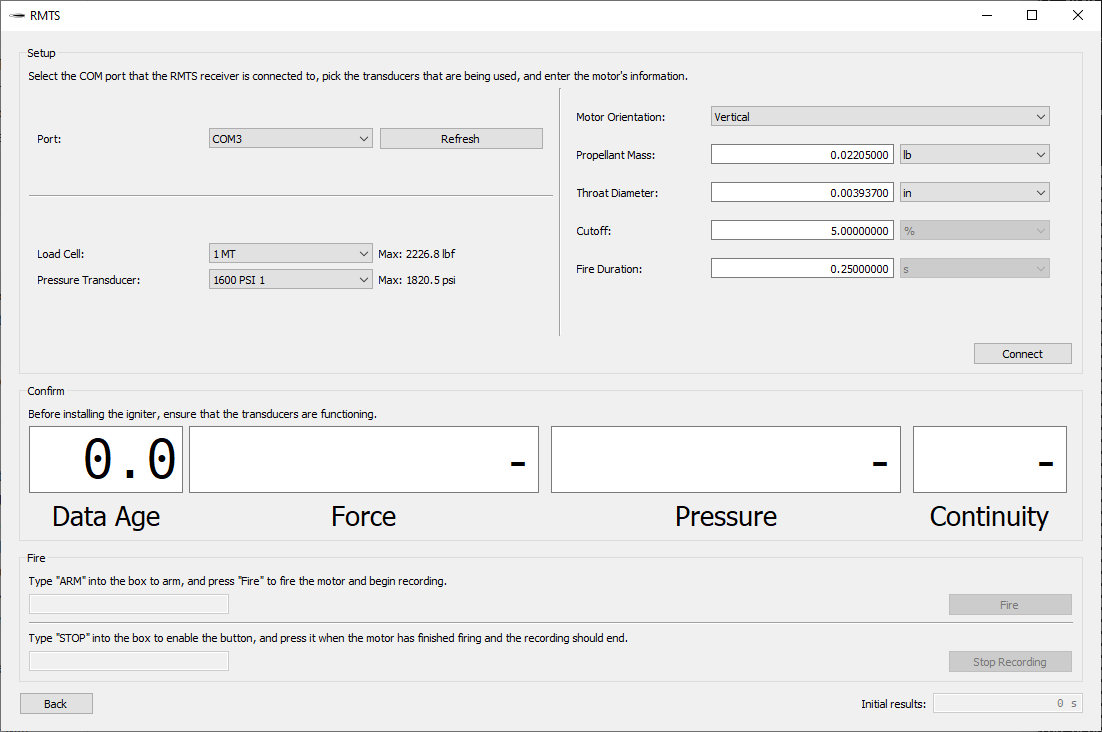 RMTS
Setup
Select the COM port that the RMTS receiver is connected to, pick the transducers that are being used, and enter the motor's information.
Port:
COM3
Refresh
Load Cell:
1 MT
Max: 2226.8 lbf
Pressure Transducer:
1600 PSI 1
Max: 1820.5 psi
Motor Orientation:
Vertical
Propellant Mass:
0.02205000
lb
Throat Diameter:
0.00393700
in
Cutoff:
5.00000000
%
Fire Duration:
0.25000000
s
Connect
Confirm
Before installing the igniter, ensure that the transducers are functioning.
0.0
-
-
-
Data Age
Force
Pressure
Continuity
Fire
Type "ARM" into the box to arm, and press "Fire" to fire the motor and begin recording.
Fire
Type "STOP" into the box to enable the button, and press it when the motor has finished firing and the recording should end.
Stop Recording
Back
Initial results:
0 s